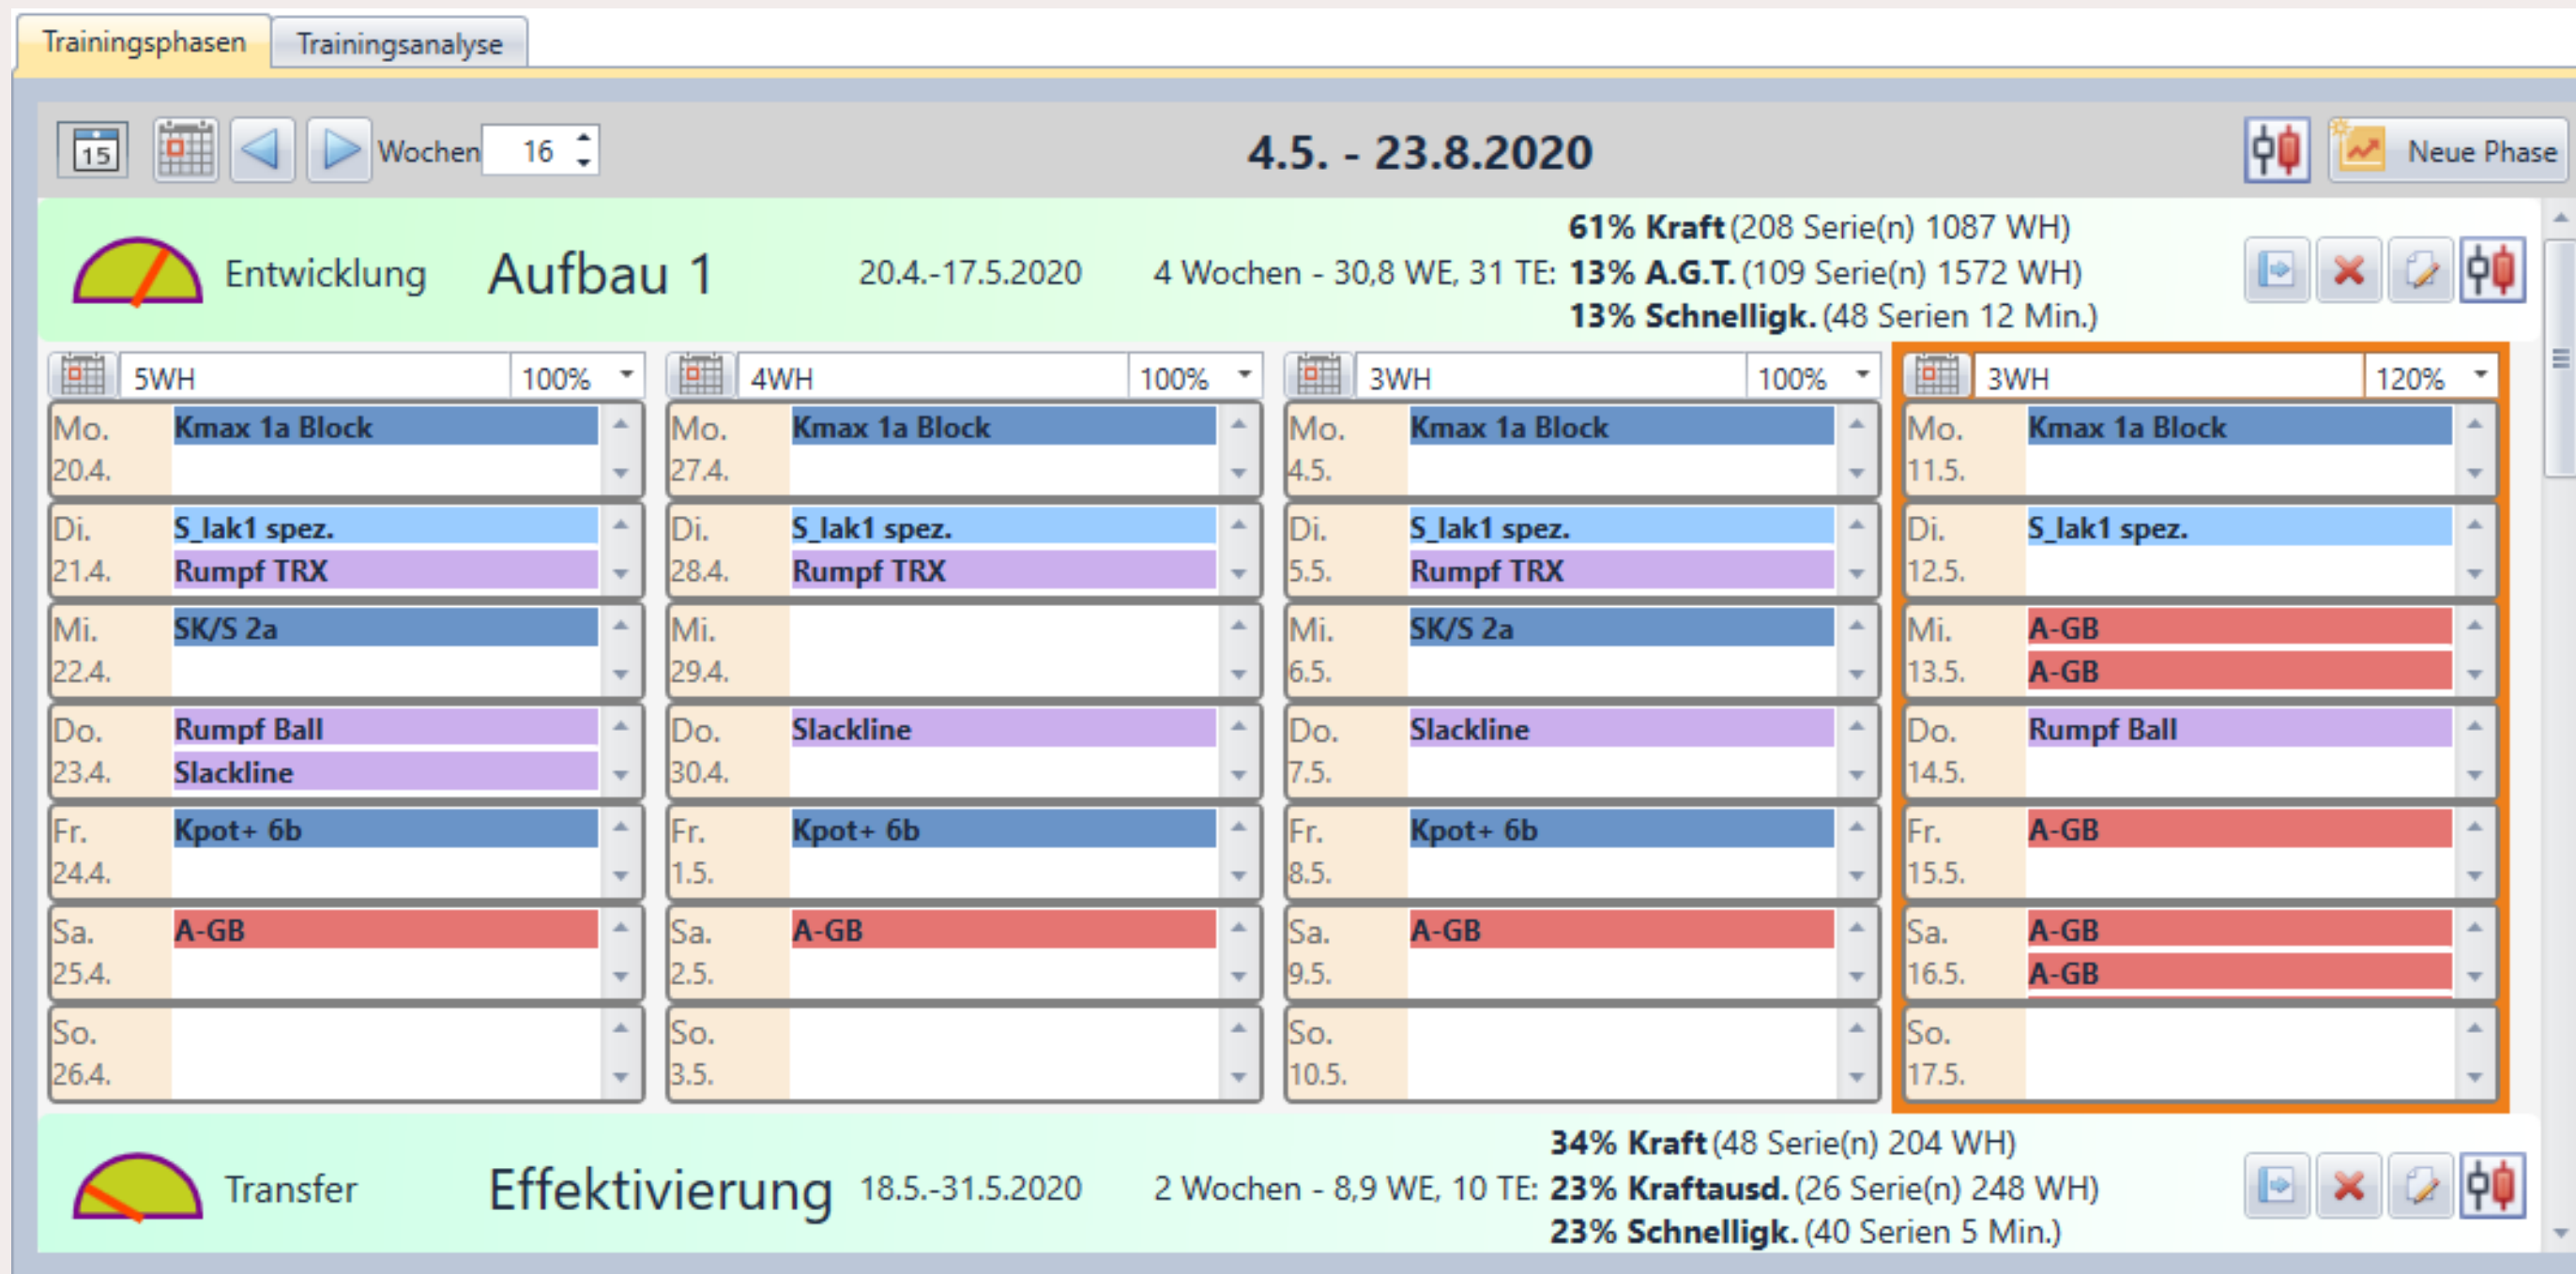 Trainingsphasen Trainingsanalyse
15 Wochen 16 4.5. - 23.8.2020 Neue Phase
61% Kraft (208 Serie(n) 1087 WH)
Entwicklung Aufbau 1 20.4.-17.5.2020 4 Wochen - 30,8 WE, 31 TE: 13% A.G.T. (109 Serie(n) 1572 WH)
13% Schnelligk. (48 Serien 12 Min.)
5WH 100% 4WH 100% 3WH 100% 3WH 120%
Mo. Kmax 1a Block Mo. Kmax 1a Block Mo. Kmax 1a Block Mo. Kmax 1a Block
20.4. 27.4. 4.5. 11.5.
Di. S_lak1 spez. Di. S_lak1 spez. Di. S_lak1 spez. Di. S_lak1 spez.
21.4. Rumpf TRX 28.4. Rumpf TRX 5.5. Rumpf TRX 12.5.
Mi. SK/S 2a Mi. Mi. SK/S 2a Mi. A-GB
22.4. 29.4. 6.5. 13.5. A-GB
Do. Rumpf Ball Do. Slackline Do. Slackline Do. Rumpf Ball
23.4. Slackline 30.4. 7.5. 14.5.
Fr. Kpot+ 6b Fr. Kpot+ 6b Fr. Kpot+ 6b Fr. A-GB
24.4. 1.5. 8.5. 15.5.
Sa. A-GB Sa. A-GB Sa. A-GB Sa. A-GB
25.4. 2.5. 9.5. 16.5. A-GB
So. So. So. So.
26.4. 3.5. 10.5. 17.5.
34% Kraft (48 Serie(n) 204 WH)
Transfer Effektivierung 18.5.-31.5.2020 2 Wochen - 8,9 WE, 10 TE: 23% Kraftausd. (26 Serie(n) 248 WH)
23% Schnelligk. (40 Serien 5 Min.)